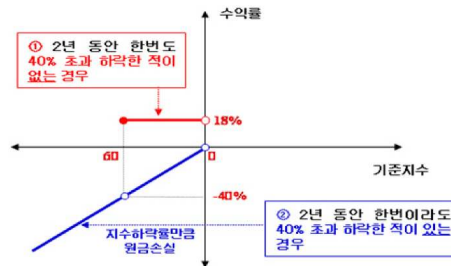 수익률
① 2년 동안 한번도
40% 초과 하락한 적이
없는 경우
18%
60
0
기준지수
-40%
지수하락률만큼
원금손실
② 2년 동안 한번이라도
40% 초과 하락한 적이 있는
경우